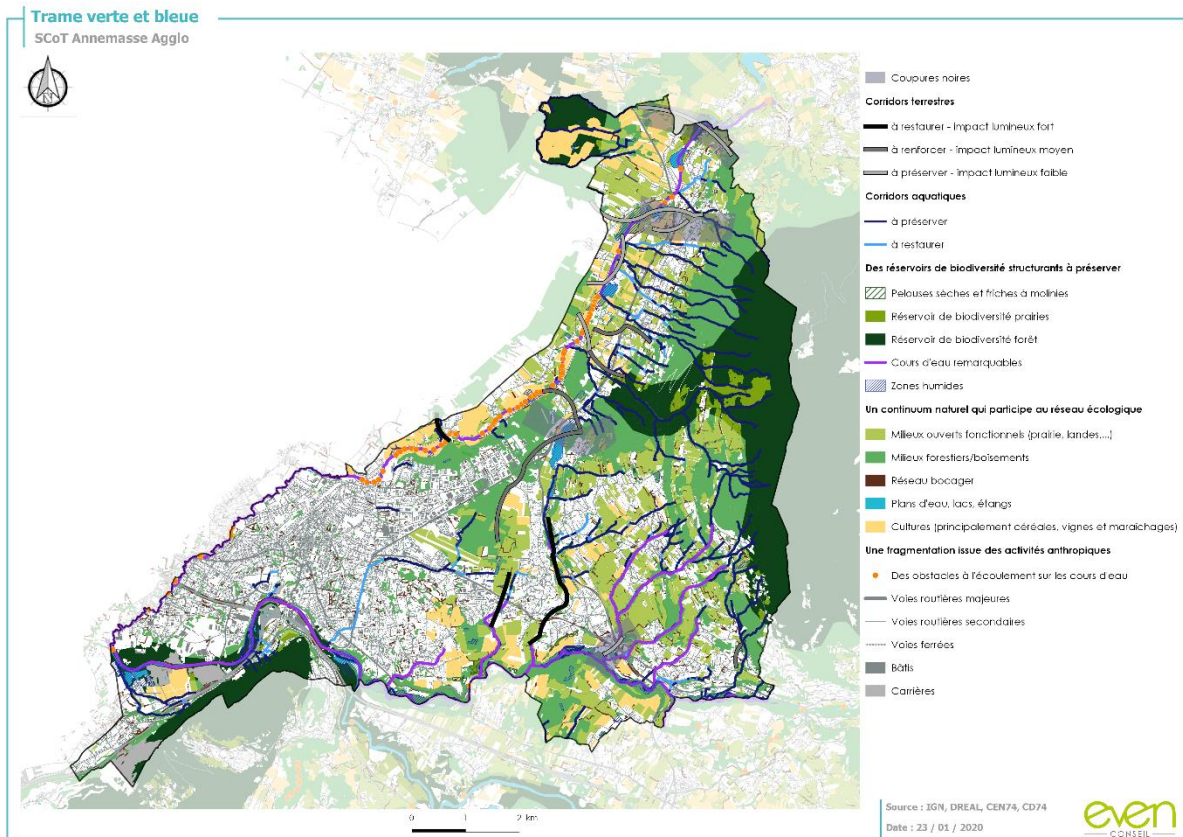 Trame verte et bleue
SCoT Annemasse Agglo
N
Coupures noires
Corridors terrestres
à restaurer - impact lumineux fort
à renforcer - impact lumineux moyen
à préserver - impact lumineux faible
Corridors aquatiques
à préserver
à restaurer
Des réservoirs de biodiversité structurants à préserver
Pelouses sèches et friches à molinies
Réservoir de biodiversité prairies
Réservoir de biodiversité forêt
Cours d'eau remarquables
Zones humides
Un continuum naturel qui participe au réseau écologique
Milieux ouverts fonctionnels (prairie, landes,...)
Milieux forestiers/boisements
Réseau bocager
Plans d'eau, lacs, étangs
Cultures (principalement céréales, vignes et maraîchages)
Une fragmentation issue des activités anthropiques
Des obstacles à l'écoulement sur les cours d'eau
Voies routières majeures
Voies routières secondaires
Voies ferrées
Bâtis
Carrières
0 1 2 km
Source : IGN, DREAL, CEN74, CD74
Date : 23 / 01 / 2020
even
CONSEIL